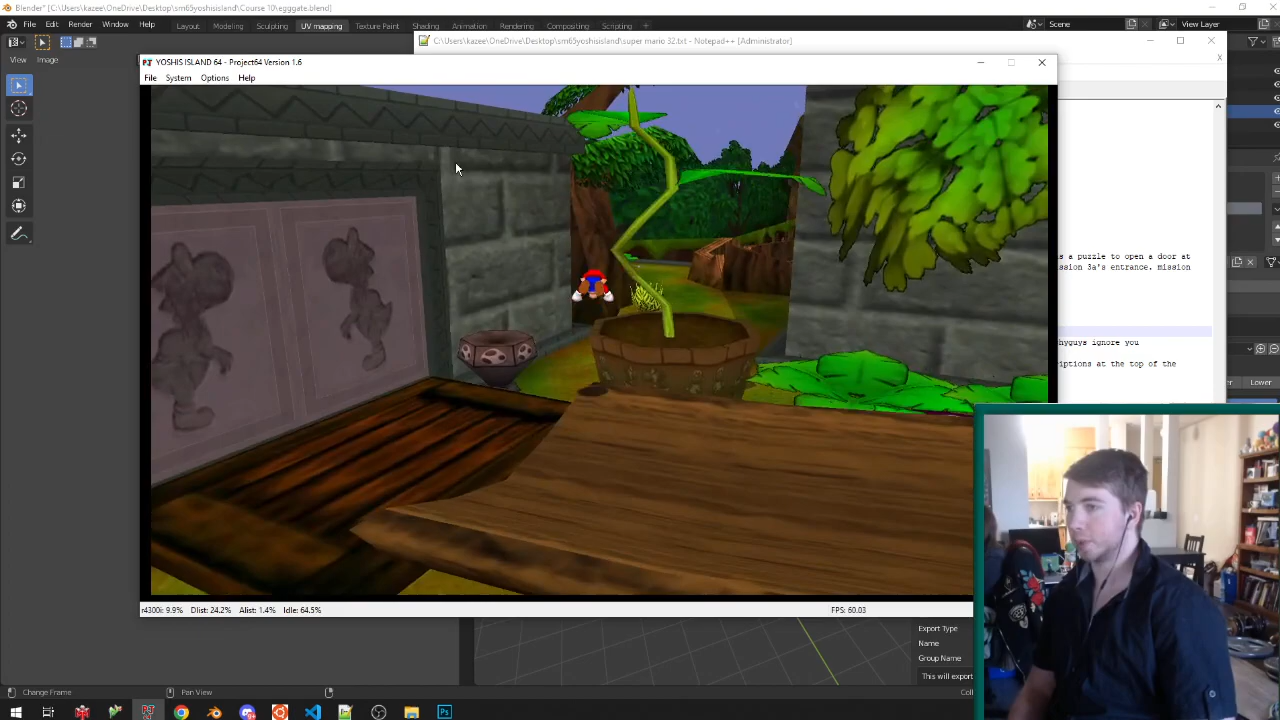 Blender* [C:\Users\kazee\OneDrive\Desktop\sm65yoshisisland\Course 10\egggate.blend]
File Edit Render Window Help Layout Modeling Sculpting UV mapping Texture Paint Shading Animation Rendering Compositing Scripting + Scene View Layer
C:\Users\kazee\OneDrive\Desktop\sm65yoshisisland\super mario 32.txt - Notepad++ [Administrator]
View Image
YOSHIS ISLAND 64 - Project64 Version 1.6
File System Options Help
is a puzzle to open a door at
ission 3a's entrance. mission
hyguys ignore you
iptions at the top of the
Lower
r4300i: 9.9% Dlist: 24.2% Alist: 1.4% Idle: 64.5% FPS: 60.03
Export Type
Name
Group Name
This will export
Change Frame Pan View Col